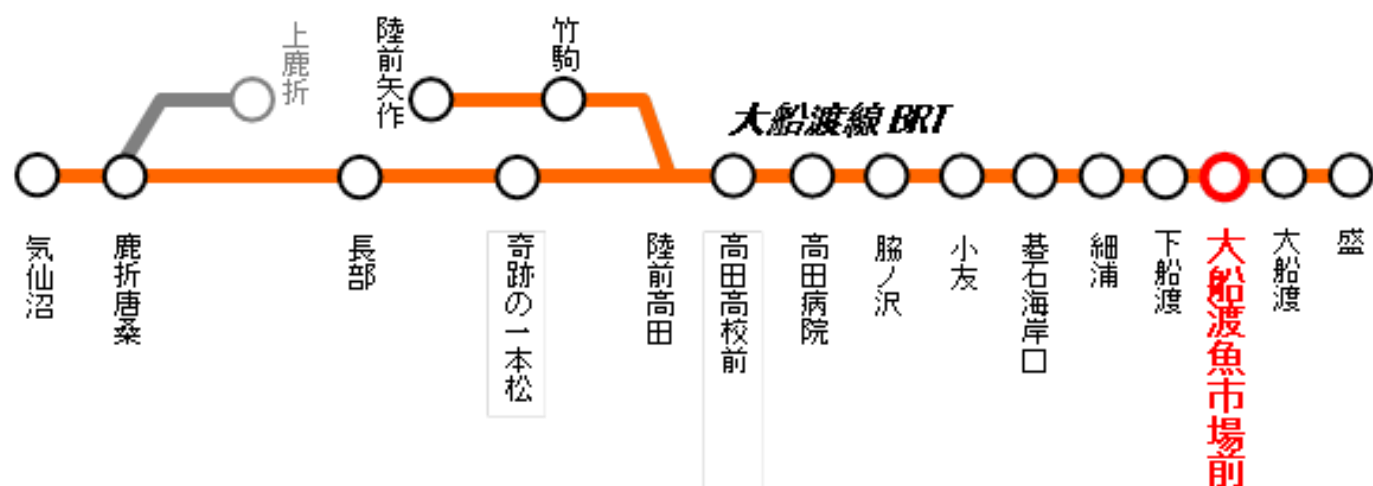 上鹿折
陸前矢作
竹駒
大船渡線 BRT
気仙沼
鹿折唐桑
長部
奇跡の一本松
陸前高田
高田高校前
高田病院
脇ノ沢
小友
碁石海岸口
細浦
下船渡
大船渡魚市場前
大船渡
盛